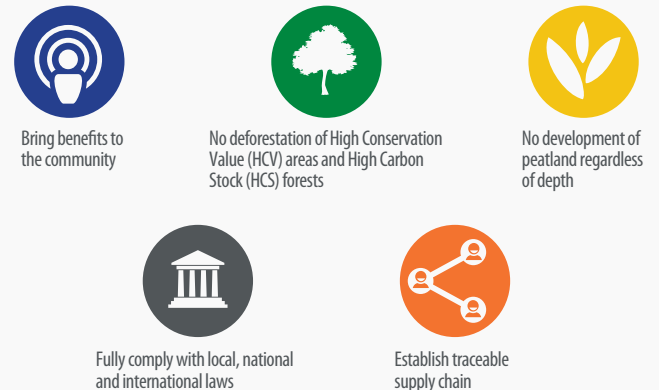 Bring benefits to
the community
No deforestation of High Conservation
Value (HCV) areas and High Carbon
Stock (HCS) forests
No development of
peatland regardless
of depth
Fully comply with local, national
and international laws
Establish traceable
supply chain